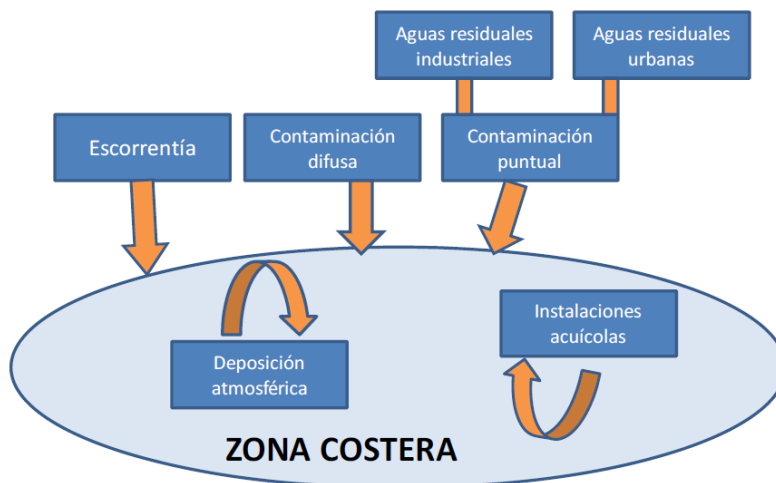 Aguas residuales
industriales
Aguas residuales
urbanas
Escorrentía
Contaminación
difusa
Contaminación
puntual
Instalaciones
acuícolas
Deposición
atmosférica
ZONA COSTERA